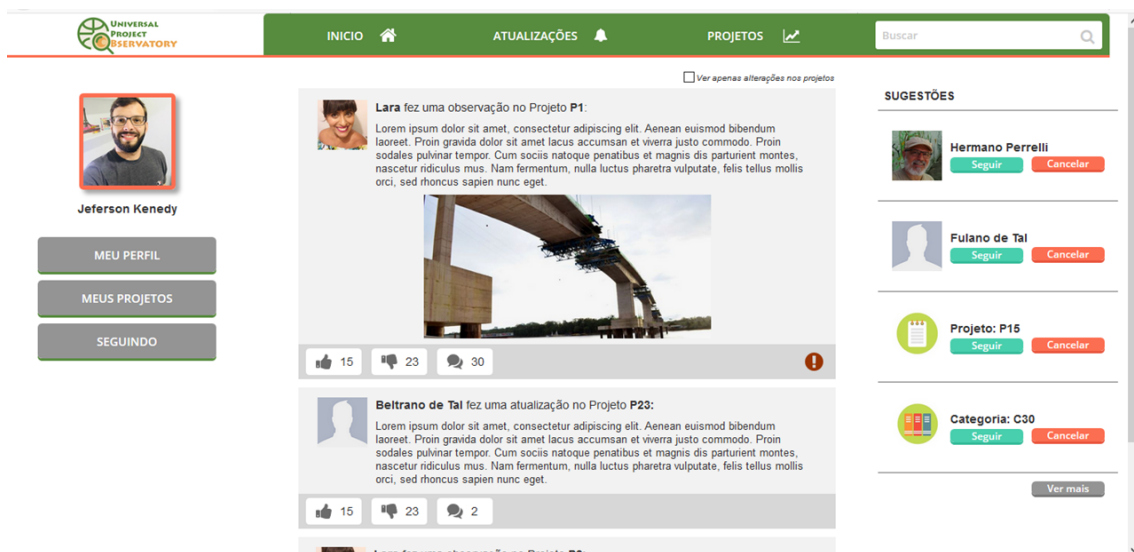 UNIVERSAL
PROJECT
OBSERVATORY
INICIO
ATUALIZAÇÕES
PROJETOS
Buscar
Ver apenas alterações nos projetos
Jeferson Kenedy
MEU PERFIL
MEUS PROJETOS
SEGUINDO
Lara fez uma observação no Projeto P1:
Lorem ipsum dolor sit amet, consectetur adipiscing elit. Aenean euismod bibendum
laoreet. Proin gravida dolor sit amet lacus accumsan et viverra justo commodo. Proin
sodales pulvinar tempor. Cum sociis natoque penatibus et magnis dis parturient montes,
nascetur ridiculus mus. Nam fermentum, nulla luctus pharetra vulputate, felis tellus mollis
orci, sed rhoncus sapien nunc eget.
15
23
30
Beltrano de Tal fez uma atualização no Projeto P23:
Lorem ipsum dolor sit amet, consectetur adipiscing elit. Aenean euismod bibendum
laoreet. Proin gravida dolor sit amet lacus accumsan et viverra justo commodo. Proin
sodales pulvinar tempor. Cum sociis natoque penatibus et magnis dis parturient montes,
nascetur ridiculus mus. Nam fermentum, nulla luctus pharetra vulputate, felis tellus mollis
orci, sed rhoncus sapien nunc eget.
15
23
2
Lara fez uma observação no Projeto
SUGESTÕES
Hermano Perrelli
Seguir
Cancelar
Fulano de Tal
Seguir
Cancelar
Projeto: P15
Seguir
Cancelar
Categoria: C30
Seguir
Cancelar
Ver mais